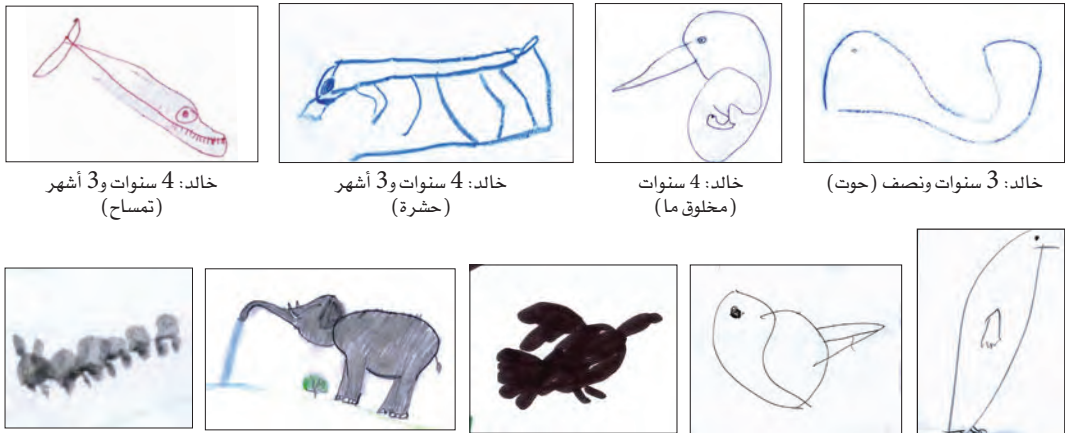 خالد: 3 سنوات ونصف (حوت)
خالد: 4 سنوات
(مخلوق ما)
خالد: 4 سنوات و3 أشهر
(حشرة)
خالد: 4 سنوات و3 أشهر
(تمساح)